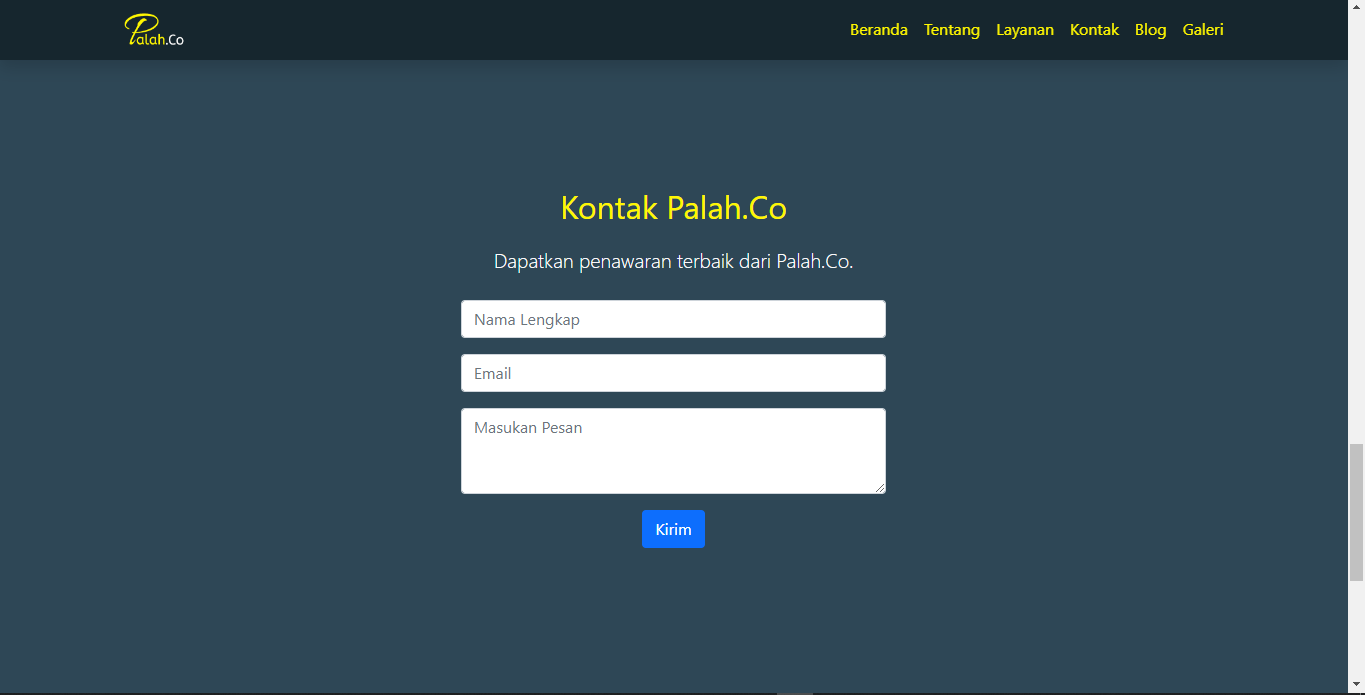 Palah.Co
Beranda Tentang Layanan Kontak Blog Galeri
Kontak Palah.Co
Dapatkan penawaran terbaik dari Palah.Co.
Nama Lengkap
Email
Masukan Pesan
Kirim